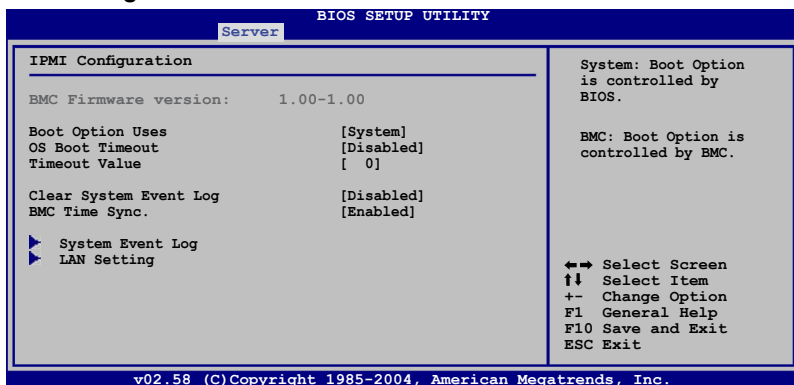 BIOS SETUP UTILITY
Server
IPMI Configuration
BMC Firmware version: 1.00-1.00
Boot Option Uses [System]
OS Boot Timeout [Disabled]
Timeout Value [ 0]
Clear System Event Log [Disabled]
BMC Time Sync. [Enabled]
System Event Log
LAN Setting
System: Boot Option
is controlled by
BIOS.
BMC: Boot Option is
controlled by BMC.
Select Screen
Select Item
+- Change Option
F1 General Help
F10 Save and Exit
ESC Exit
v02.58 (C)Copyright 1985-2004, American Megatrends, Inc.